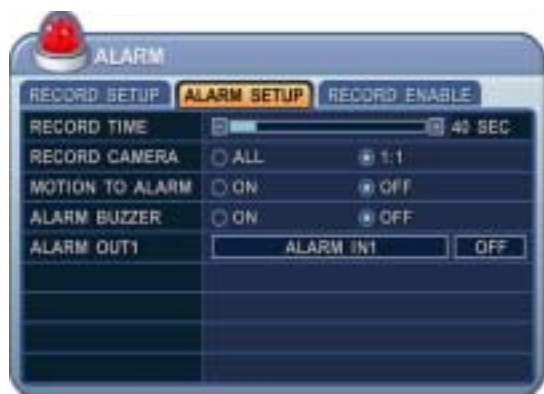 ALARM
RECORD SETUP ALARM SETUP RECORD ENABLE
RECORD TIME 40 SEC
RECORD CAMERA ALL 1:1
MOTION TO ALARM ON OFF
ALARM BUZZER ON OFF
ALARM OUT1 ALARM IN1 OFF